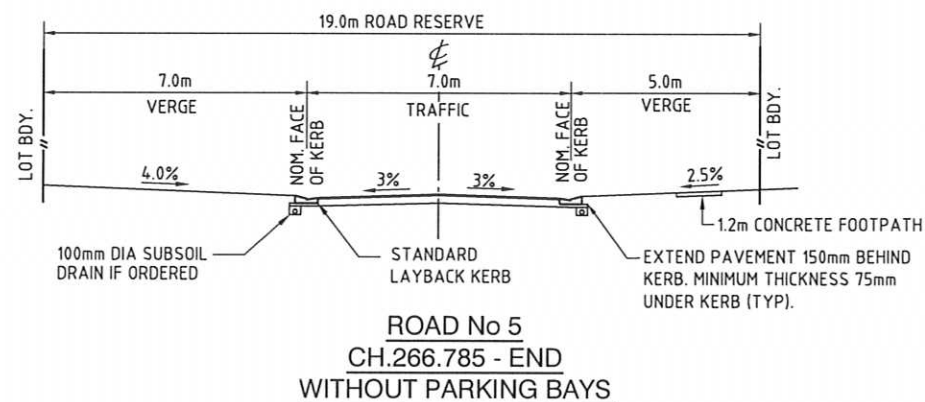 19.0m ROAD RESERVE
℄
7.0m
VERGE
7.0m
TRAFFIC
5.0m
VERGE
LOT BDY.
NOM. FACE
OF KERB
NOM. FACE
OF KERB
LOT BDY.
4.0%
3%
3%
2.5%
1.2m CONCRETE FOOTPATH
100mm DIA SUBSOIL
DRAIN IF ORDERED
STANDARD
LAYBACK KERB
EXTEND PAVEMENT 150mm BEHIND
KERB. MINIMUM THICKNESS 75mm
UNDER KERB (TYP).
ROAD No 5
CH.266.785 - END
WITHOUT PARKING BAYS